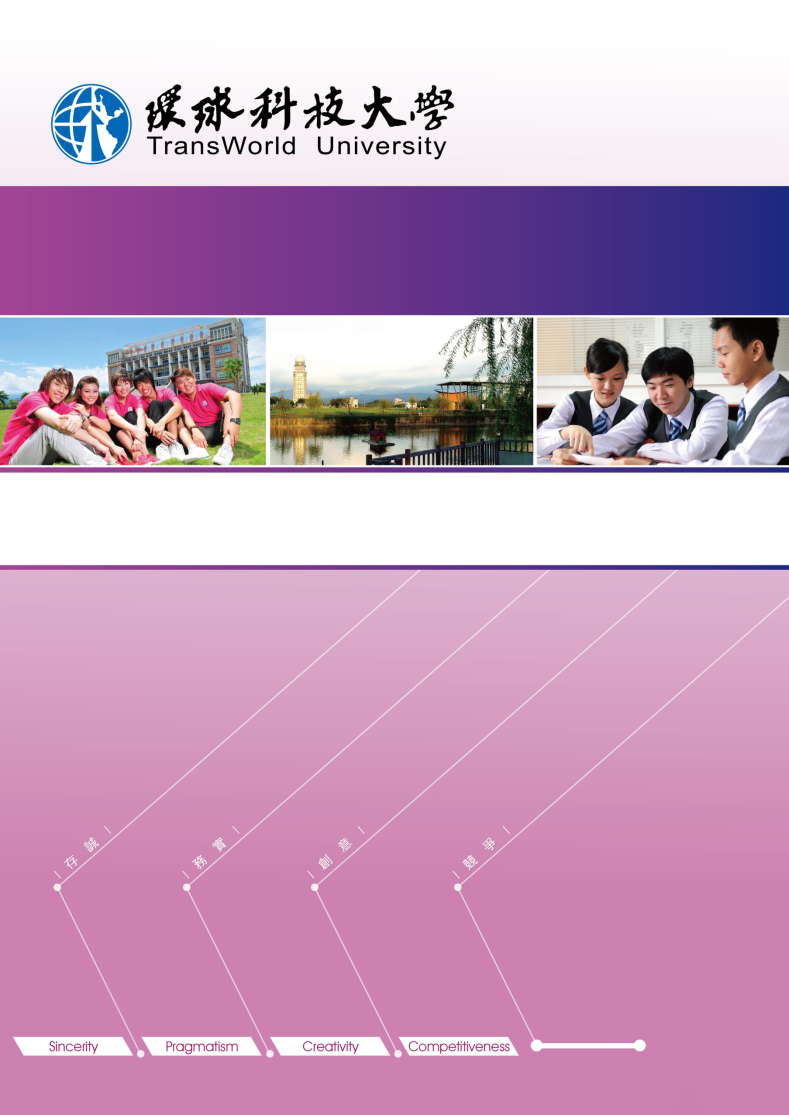 環球科技大學
TransWorld University
存誠
務實
創意
競爭
Sincerity
Pragmatism
Creativity
Competitiveness